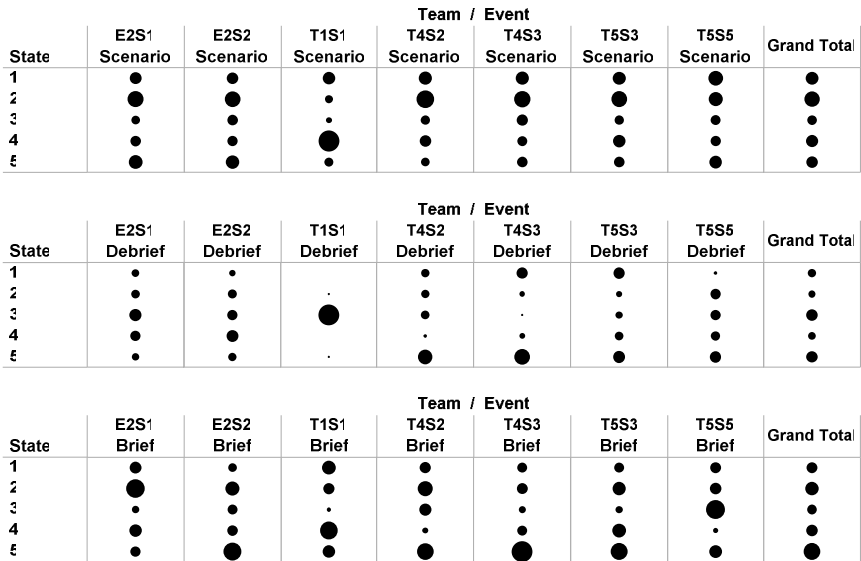 Team / Event
State E2S1 Scenario E2S2 Scenario T1S1 Scenario T4S2 Scenario T4S3 Scenario T5S3 Scenario T5S5 Scenario Grand Total
1
2
3
4
5
Team / Event
State E2S1 Debrief E2S2 Debrief T1S1 Debrief T4S2 Debrief T4S3 Debrief T5S3 Debrief T5S5 Debrief Grand Total
1
2
3
4
5
Team / Event
State E2S1 Brief E2S2 Brief T1S1 Brief T4S2 Brief T4S3 Brief T5S3 Brief T5S5 Brief Grand Total
1
2
3
4
5